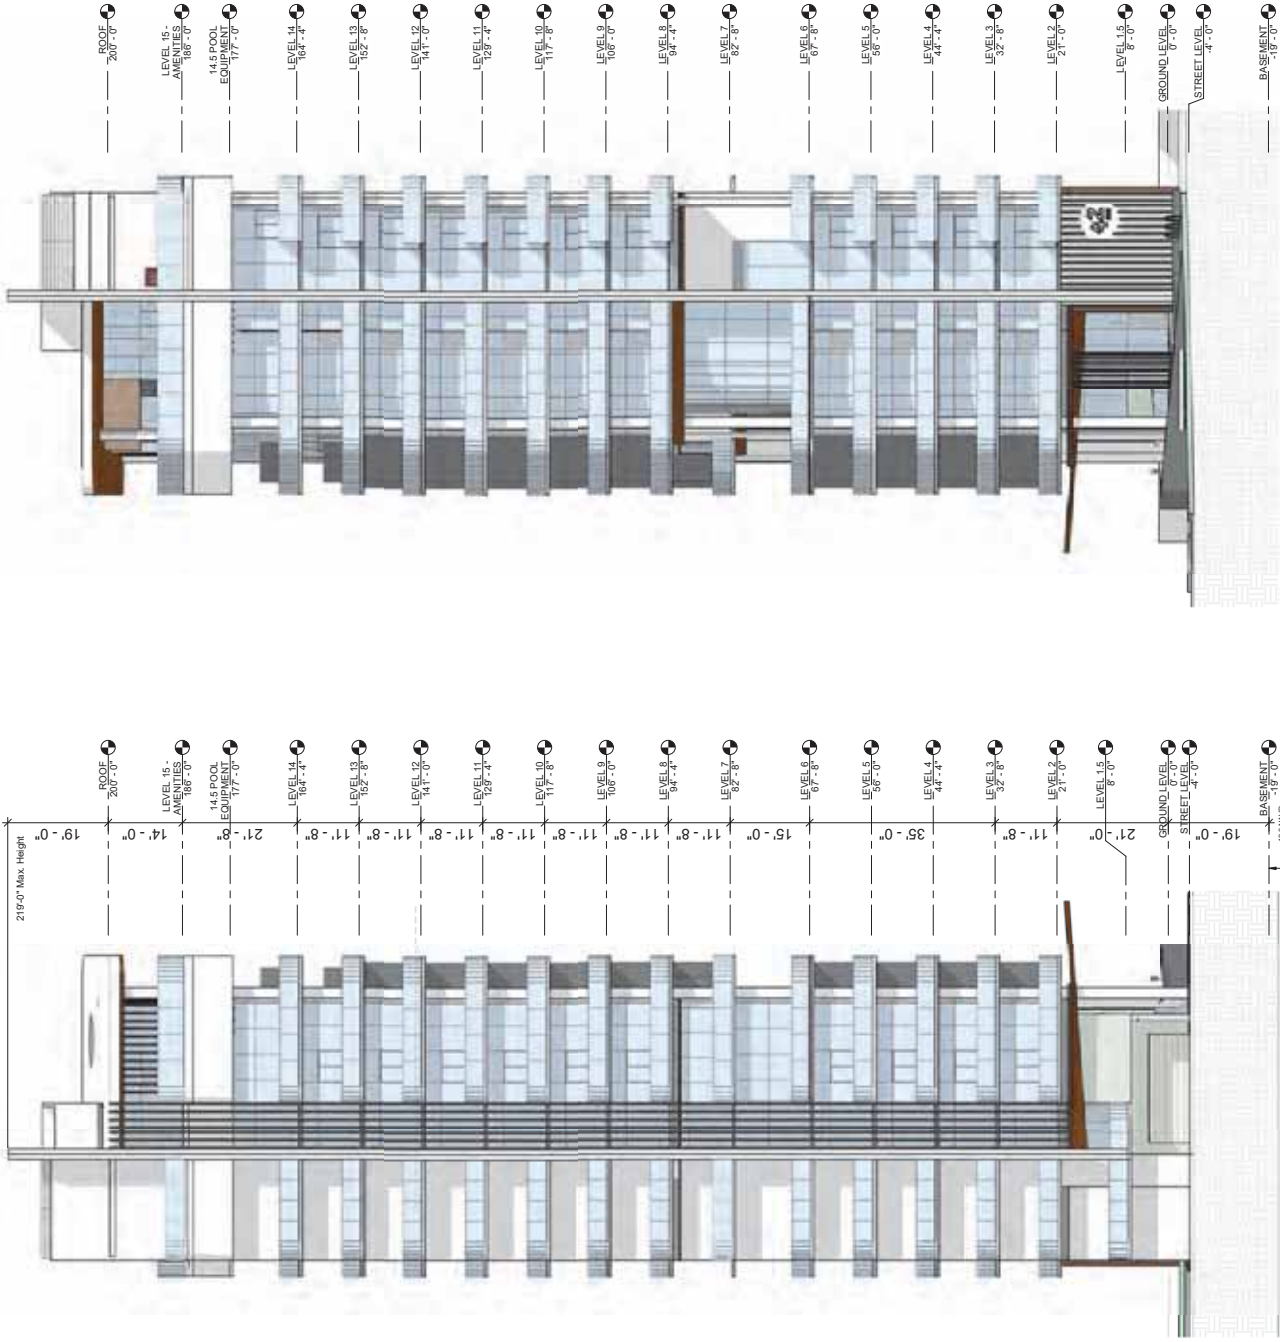 ROOF
200' - 0"
LEVEL 15 -
AMENITIES
186' - 0"
14.5 POOL
EQUIPMENT
177' - 0"
LEVEL 14
164' - 4"
LEVEL 13
152' - 8"
LEVEL 12
141' - 0"
LEVEL 11
129' - 4"
LEVEL 10
117' - 8"
LEVEL 9
106' - 0"
LEVEL 8
94' - 4"
LEVEL 7
82' - 8"
LEVEL 6
67' - 8"
LEVEL 5
56' - 0"
LEVEL 4
44' - 4"
LEVEL 3
32' - 8"
LEVEL 2
21' - 0"
LEVEL 1.5
8' - 0"
GROUND LEVEL
0' - 0"
STREET LEVEL
-4' - 0"
BASEMENT
-19' - 0"
219'-0" Max. Height
ROOF
200' - 0"
LEVEL 15 -
AMENITIES
186' - 0"
14.5 POOL
EQUIPMENT
177' - 0"
LEVEL 14
164' - 4"
LEVEL 13
152' - 8"
LEVEL 12
141' - 0"
LEVEL 11
129' - 4"
LEVEL 10
117' - 8"
LEVEL 9
106' - 0"
LEVEL 8
94' - 4"
LEVEL 7
82' - 8"
LEVEL 6
67' - 8"
LEVEL 5
56' - 0"
LEVEL 4
44' - 4"
LEVEL 3
32' - 8"
LEVEL 2
21' - 0"
LEVEL 1.5
8' - 0"
GROUND LEVEL
0' - 0"
STREET LEVEL
-4' - 0"
BASEMENT
-19' - 0"
19' - 0"
14' - 0"
21' - 8"
11' - 8"
11' - 8"
11' - 8"
11' - 8"
11' - 8"
11' - 8"
11' - 8"
15' - 0"
35' - 0"
11' - 8"
21' - 0"
19' - 0"